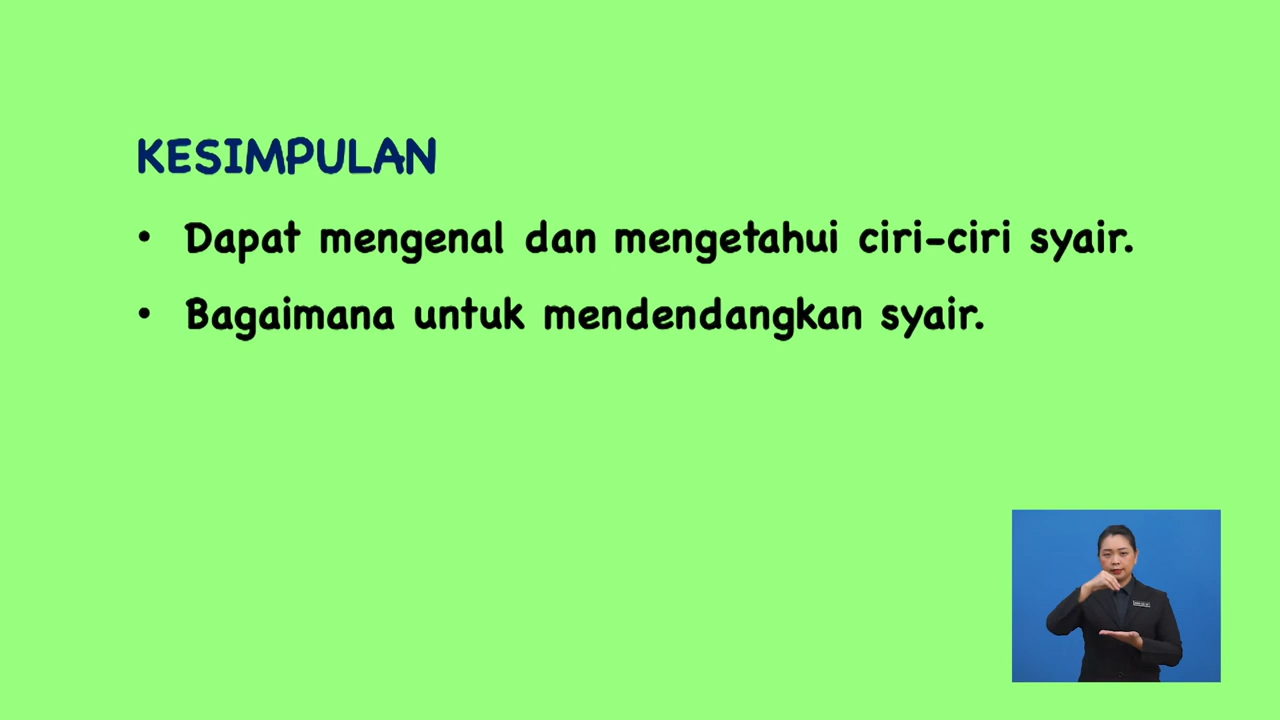 KESIMPULAN
• Dapat mengenal dan mengetahui ciri-ciri syair.
• Bagaimana untuk mendendangkan syair.